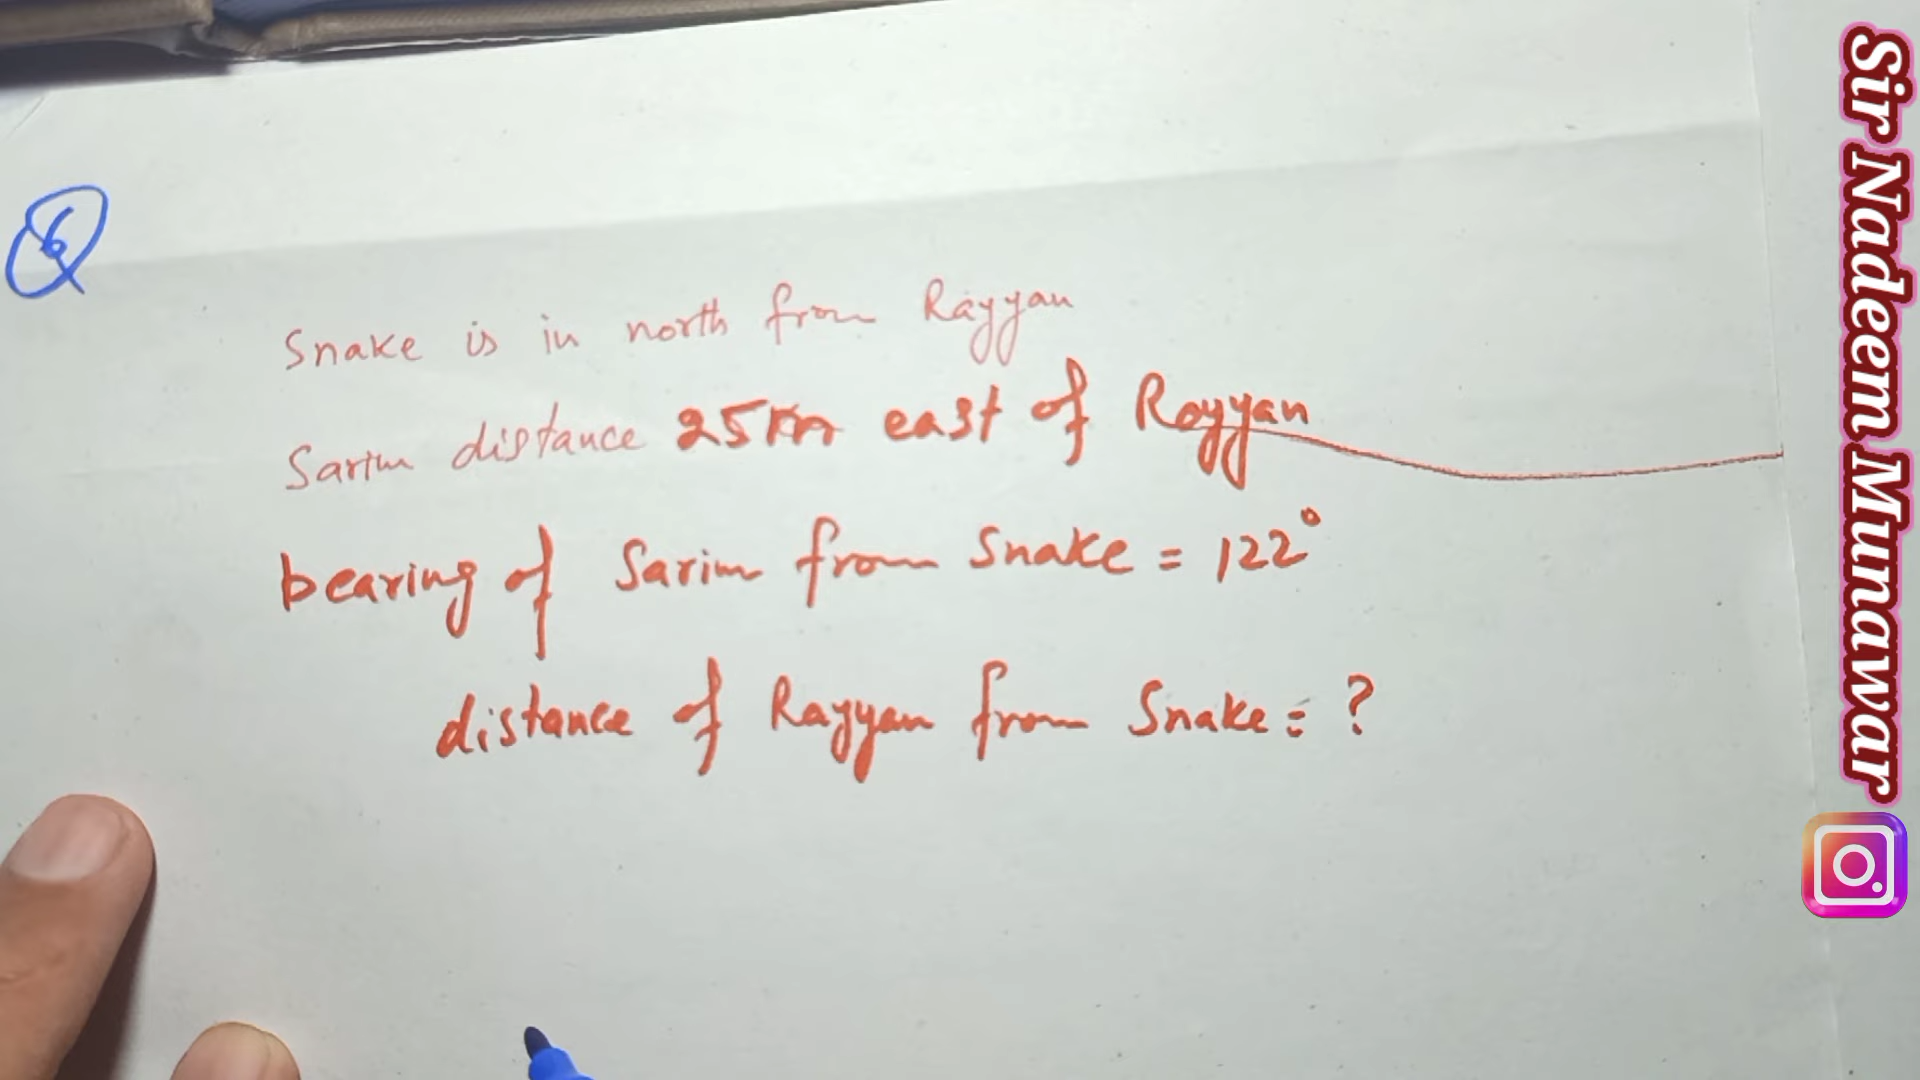 Q6
Snake is in north from Rayyan
Sarim distance 25km east of Rayyan
bearing of Sarim from Snake = 122°
distance of Rayyan from Snake = ?
Sir Nadeem Munawar